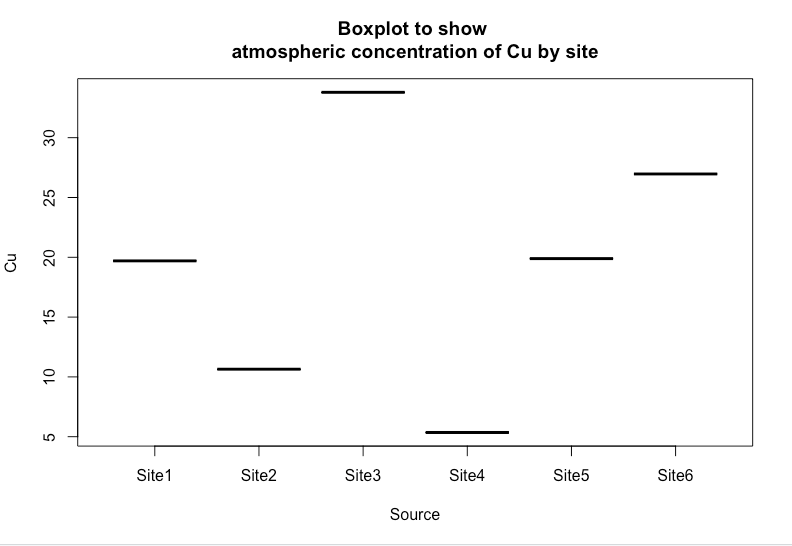 Boxplot to show
atmospheric concentration of Cu by site
30
25
20
15
10
5
Cu
Site1 Site2 Site3 Site4 Site5 Site6
Source